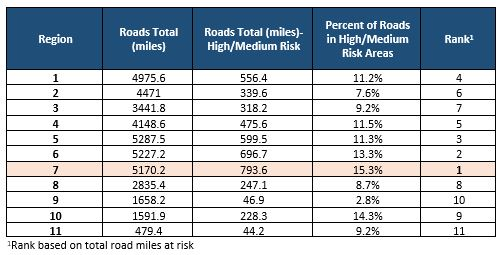 Region Roads Total (miles) Roads Total (miles)- High/Medium Risk Percent of Roads in High/Medium Risk Areas Rank¹
1 4975.6 556.4 11.2% 4
2 4471 339.6 7.6% 6
3 3441.8 318.2 9.2% 7
4 4148.6 475.6 11.5% 5
5 5287.5 599.5 11.3% 3
6 5227.2 696.7 13.3% 2
7 5170.2 793.6 15.3% 1
8 2835.4 247.1 8.7% 8
9 1658.2 46.9 2.8% 10
10 1591.9 228.3 14.3% 9
11 479.4 44.2 9.2% 11
¹Rank based on total road miles at risk